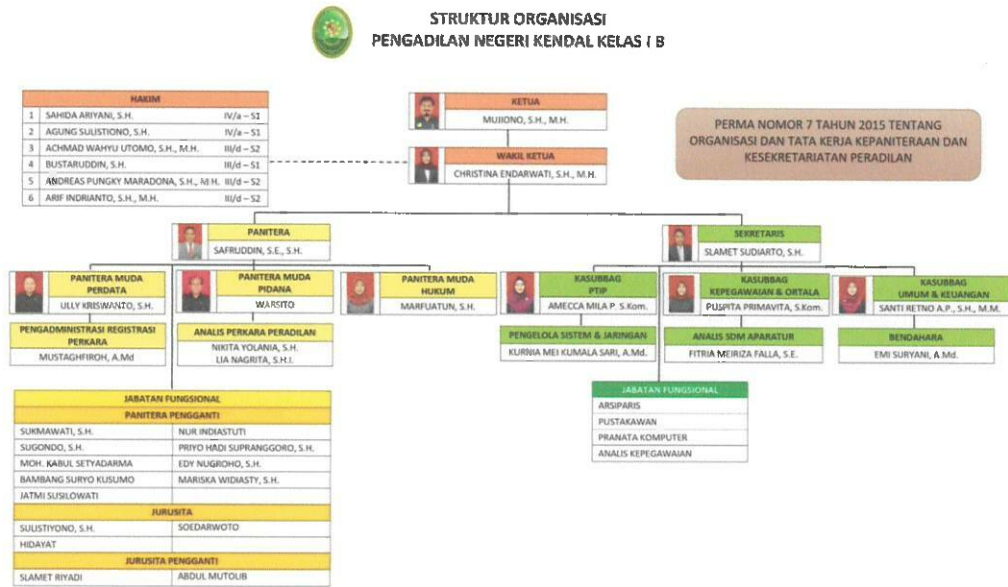 STRUKTUR ORGANISASI
PENGADILAN NEGERI KENDAL KELAS I B
HAKIM
1 SAHIDA ARIYANI, S.H. IV/a – S1
2 AGUNG SULISTIONO, S.H. IV/a – S1
3 ACHMAD WAHYU UTOMO, S.H., M.H. III/d – S2
4 BUSTARUDDIN, S.H. III/d – S1
5 ANDREAS PUNGKY MARADONA, S.H., M.H. III/d – S2
6 ARIF INDRIANTO, S.H., M.H. III/d – S2
KETUA
MUJIONO, S.H., M.H.
WAKIL KETUA
CHRISTINA ENDARWATI, S.H., M.H.
PERMA NOMOR 7 TAHUN 2015 TENTANG
ORGANISASI DAN TATA KERJA KEPANITERAAN DAN
KESEKRETARIATAN PERADILAN
PANITERA
SAFRUDDIN, S.E., S.H.
SEKRETARIS
SLAMET SUDIARTO, S.H.
PANITERA MUDA
PERDATA
ULLY KRISWANTO, S.H.
PANITERA MUDA
PIDANA
WARSITO
PANITERA MUDA
HUKUM
MARFUATUN, S.H.
KASUBBAG
PTIP
AMECCA MILA P. S.Kom.
KASUBBAG
KEPEGAWAIAN & ORTALA
PUSPITA PRIMAVITA, S.Kom.
KASUBBAG
UMUM & KEUANGAN
SANTI RETNO A.P., S.H., M.M.
PENGADMINISTRASI REGISTRASI
PERKARA
MUSTAGHFIROH, A.Md
ANALIS PERKARA PERADILAN
NIKITA YOLANIA, S.H.
LIA NAGRITA, S.H.I.
PENGELOLA SISTEM & JARINGAN
KURNIA MEI KUMALA SARI, A.Md.
ANALIS SDM APARATUR
FITRIA MEIRIZA FALLA, S.E.
BENDAHARA
EMI SURYANI, A.Md.
JABATAN FUNGSIONAL
PANITERA PENGGANTI
SUKMAWATI, S.H. NUR INDIASTUTI
SUGONDO, S.H. PRIYO HADI SUPRANGGORO, S.H.
MOH. KABUL SETYADARMA EDY NUGROHO, S.H.
BAMBANG SURYO KUSUMO MARISKA WIDIASTY, S.H.
JATMI SUSILOWATI
JURUSITA
SULISTIYONO, S.H. SOEDARWOTO
HIDAYAT
JURUSITA PENGGANTI
SLAMET RIYADI ABDUL MUTOLIB
JABATAN FUNGSIONAL
ARSIPARIS
PUSTAKAWAN
PRANATA KOMPUTER
ANALIS KEPEGAWAIAN